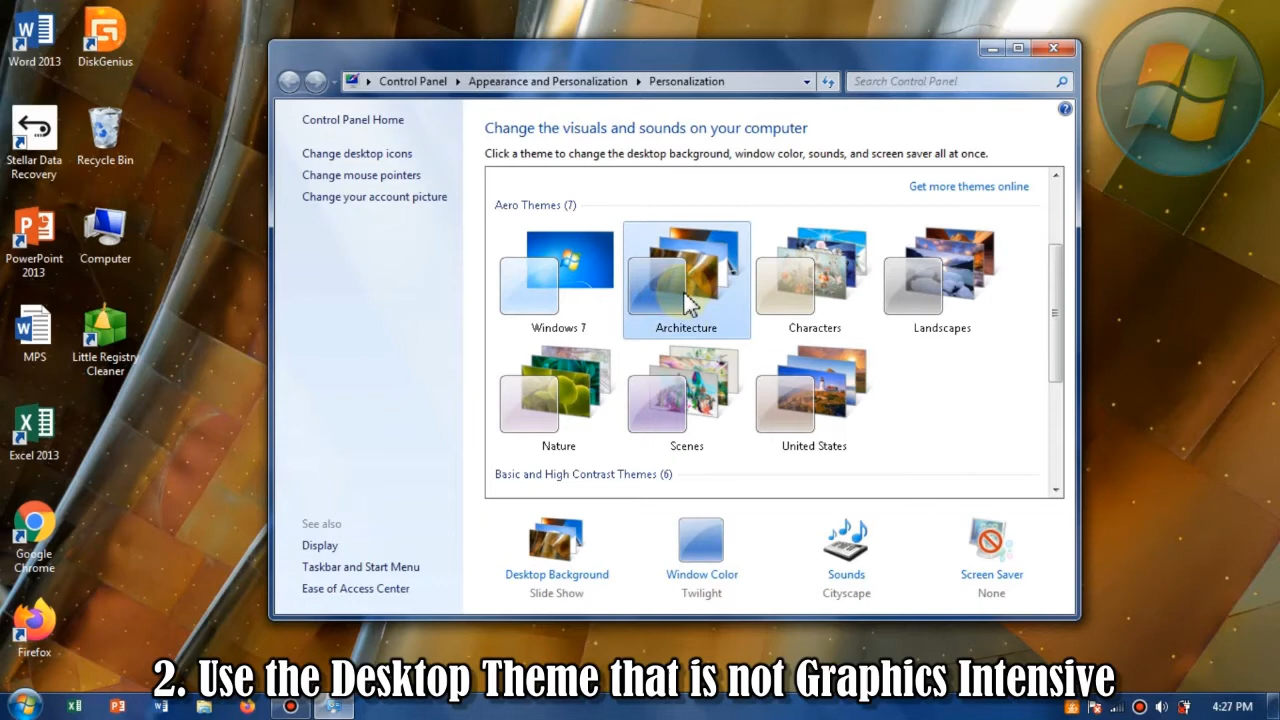 Word 2013
DiskGenius
Stellar Data
Recovery
Recycle Bin
PowerPoint
2013
Computer
MPS
Little Registry
Cleaner
Excel 2013
Google
Chrome
Firefox
Control Panel
Appearance and Personalization
Personalization
Search Control Panel
Control Panel Home
Change desktop icons
Change mouse pointers
Change your account picture
See also
Display
Taskbar and Start Menu
Ease of Access Center
Change the visuals and sounds on your computer
Click a theme to change the desktop background, window color, sounds, and screen saver all at once.
Get more themes online
Aero Themes (7)
Windows 7
Architecture
Characters
Landscapes
Nature
Scenes
United States
Basic and High Contrast Themes (6)
Desktop Background
Slide Show
Window Color
Twilight
Sounds
Cityscape
Screen Saver
None
2. Use the Desktop Theme that is not Graphics Intensive
4:27 PM